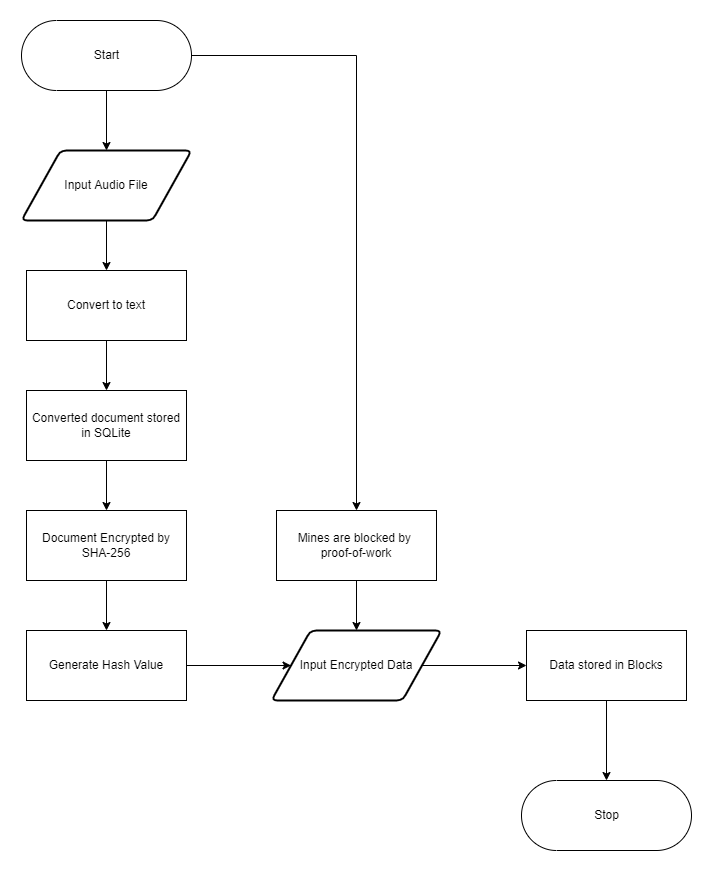 Start
Input Audio File
Convert to text
Converted document stored
in SQLite
Document Encrypted by
SHA-256
Mines are blocked by
proof-of-work
Generate Hash Value
Input Encrypted Data
Data stored in Blocks
Stop